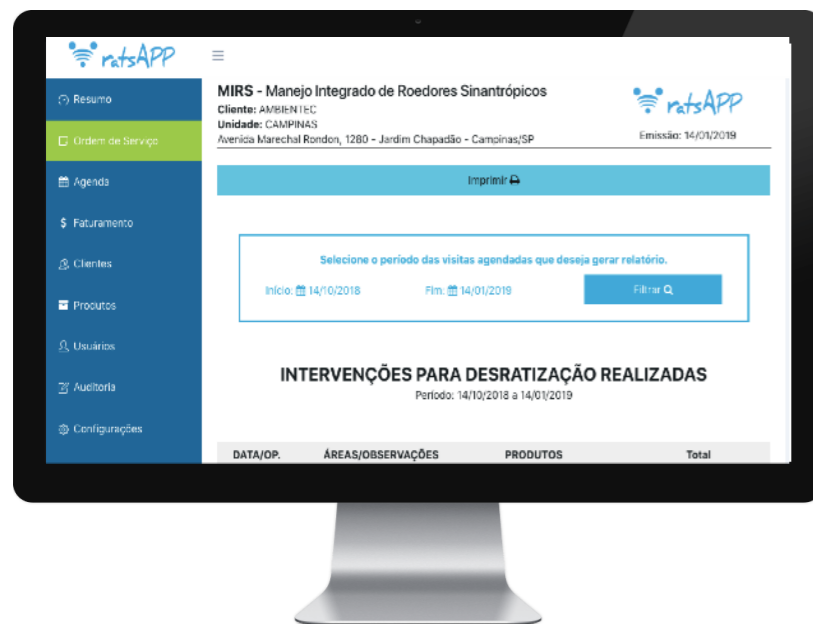 ratsAPP
Resumo
Ordem de Serviço
Agenda
Faturamento
Clientes
Produtos
Usuários
Auditoria
Configurações
MIRS - Manejo Integrado de Roedores Sinantrópicos
Cliente: AMBIENTEC
Unidade: CAMPINAS
Avenida Marechal Rondon, 1280 - Jardim Chapadão - Campinas/SP
ratsAPP
Emissão: 14/01/2019
Imprimir
Selecione o período das visitas agendadas que deseja gerar relatório.
Início: 14/10/2018 Fim: 14/01/2019 Filtrar
INTERVENÇÕES PARA DESRATIZAÇÃO REALIZADAS
Período: 14/10/2018 a 14/01/2019
DATA/OP. ÁREAS/OBSERVAÇÕES PRODUTOS Total